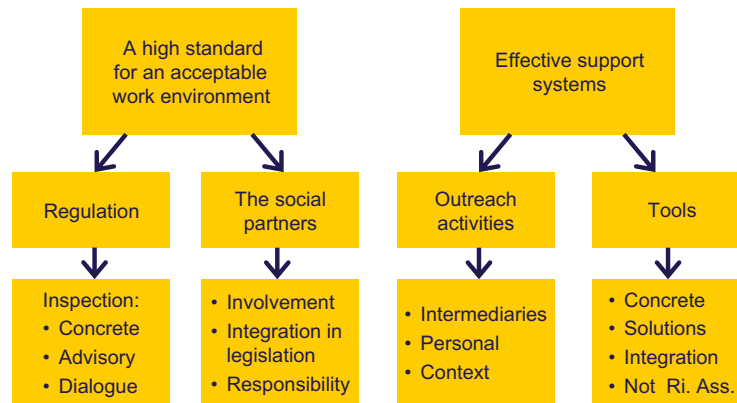 A high standard
for an acceptable
work environment
Effective support
systems
Regulation
The social
partners
Outreach
activities
Tools
Inspection:
• Concrete
• Advisory
• Dialogue
• Involvement
• Integration in
legislation
• Responsibility
• Intermediaries
• Personal
• Context
• Concrete
• Solutions
• Integration
• Not Ri. Ass.